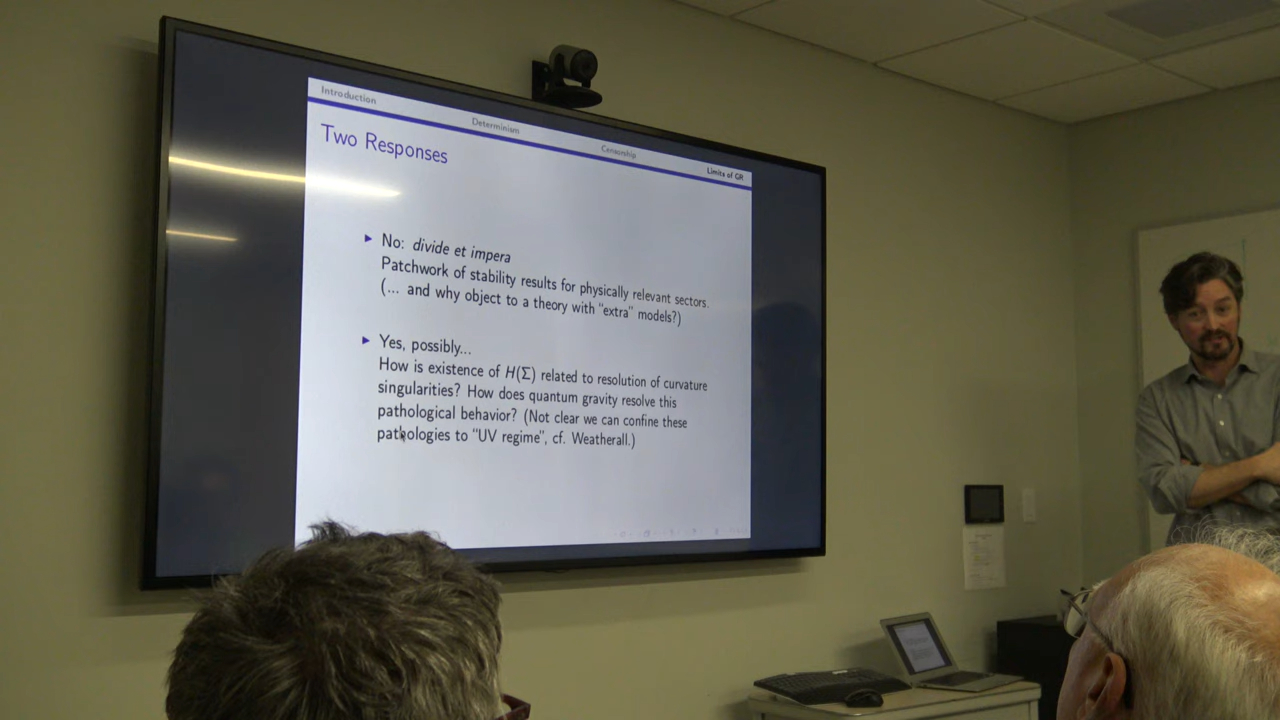 Introduction
Determinism
Censorship
Limits of GR
Two Responses
► No: divide et impera
Patchwork of stability results for physically relevant sectors.
(... and why object to a theory with "extra" models?)
► Yes, possibly...
How is existence of H(Σ) related to resolution of curvature
singularities? How does quantum gravity resolve this
pathological behavior? (Not clear we can confine these
pathologies to "UV regime", cf. Weatherall.)